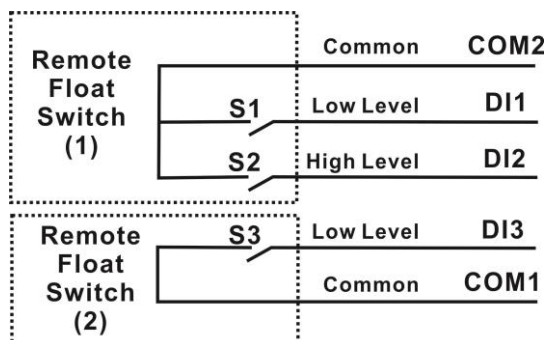 Remote
Float
Switch
(1)
Common COM2
S1 Low Level DI1
S2 High Level DI2
Remote
Float
Switch
(2)
S3 Low Level DI3
Common COM1